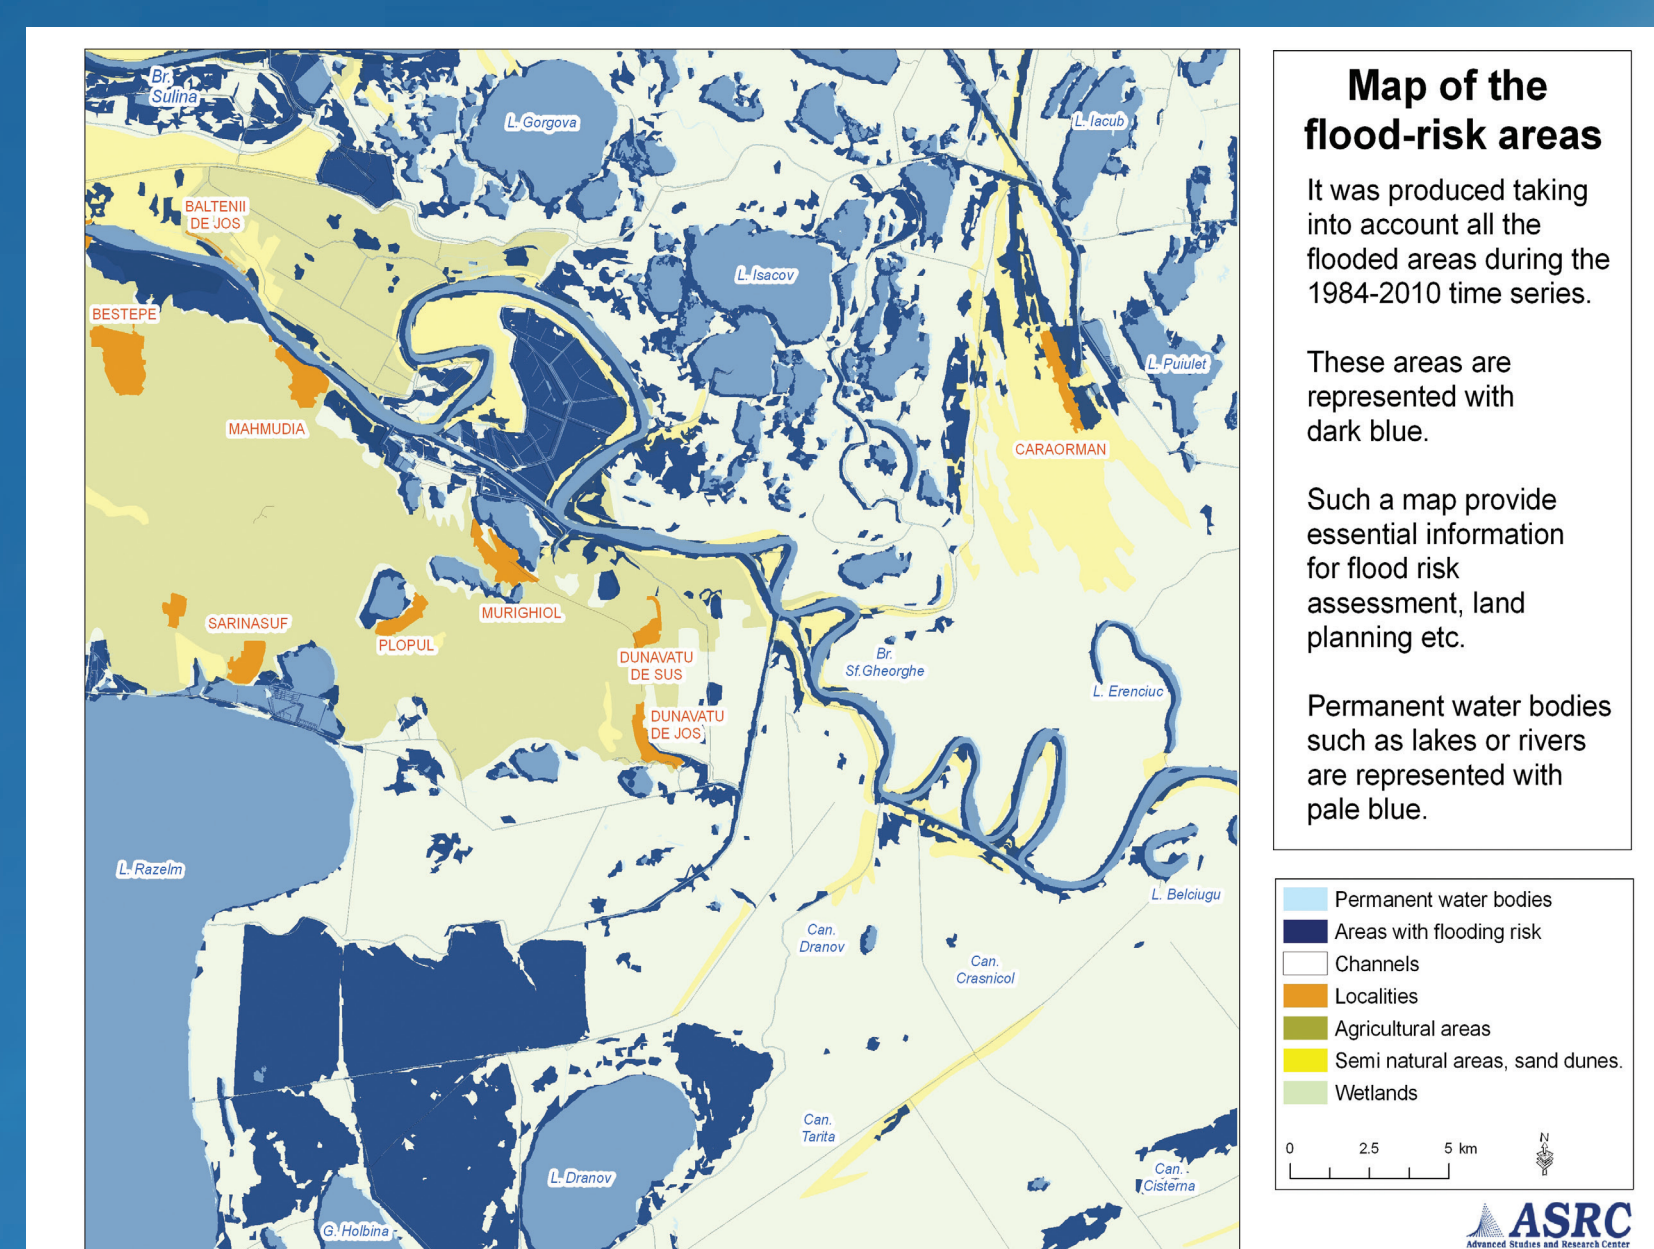 Br.
Sulina
L. Gorgova
L. Iacub
BALTENII
DE JOS
L. Isacov
BESTEPE
L. Puiulet
MAHMUDIA
CARAORMAN
MURIGHIOL
SARINASUF
PLOPUL
DUNAVATU
DE SUS
Br.
Sf.Gheorghe
L. Erenciuc
DUNAVATU
DE JOS
L. Razelm
L. Belciugu
Can.
Dranov
Can.
Crasnicol
Can.
Tarita
L. Dranov
Can.
Cisterna
G. Holbina
Map of the
flood-risk areas
It was produced taking
into account all the
flooded areas during the
1984-2010 time series.
These areas are
represented with
dark blue.
Such a map provide
essential information
for flood risk
assessment, land
planning etc.
Permanent water bodies
such as lakes or rivers
are represented with
pale blue.
Permanent water bodies
Areas with flooding risk
Channels
Localities
Agricultural areas
Semi natural areas, sand dunes.
Wetlands
0 2.5 5 km
N
ASRC
Advanced Studies and Research Center